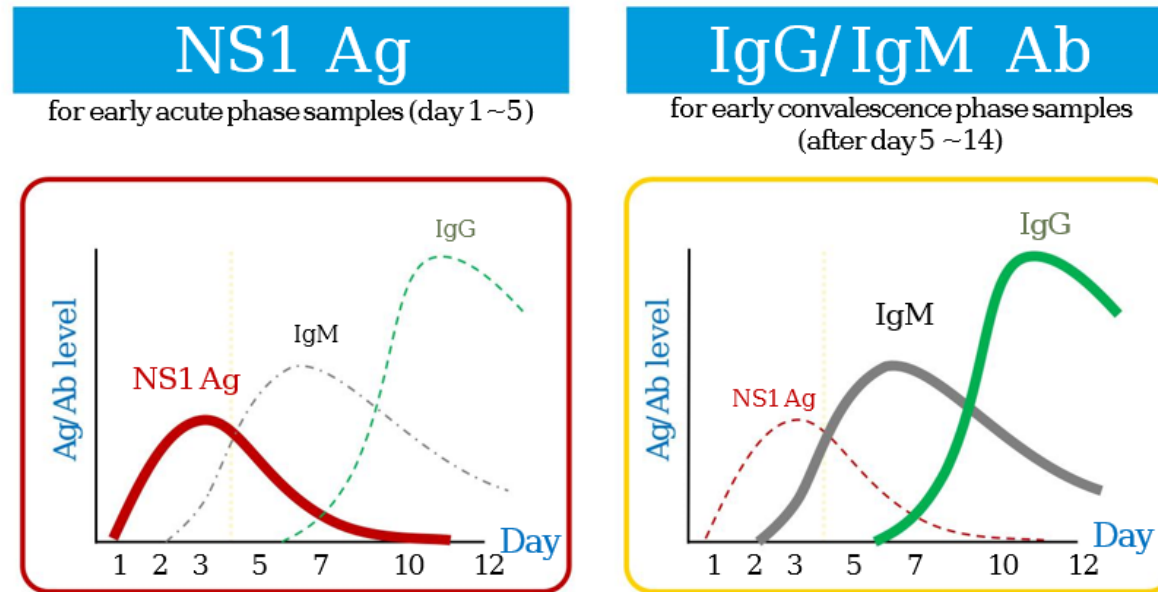 NS1 Ag
for early acute phase samples (day 1~5)
IgG
IgM
NS1 Ag
Ag/Ab level
Day
1 2 3 5 7 10 12
IgG/IgM Ab
for early convalescence phase samples
(after day 5 ~14)
IgG
IgM
NS1 Ag
Ag/Ab level
Day
1 2 3 5 7 10 12